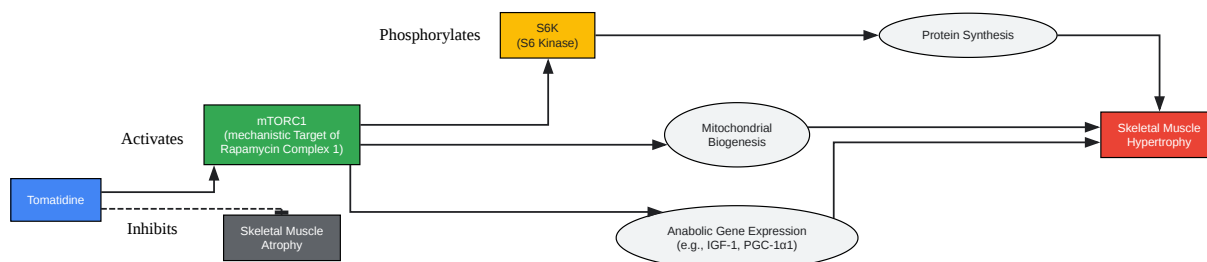 Phosphorylates
S6K
(S6 Kinase)
Protein Synthesis
Activates
mTORC1
(mechanistic Target of
Rapamycin Complex 1)
Mitochondrial
Biogenesis
Skeletal Muscle
Hypertrophy
Tomatidine
Inhibits
Skeletal Muscle
Atrophy
Anabolic Gene Expression
(e.g., IGF-1, PGC-1α1)